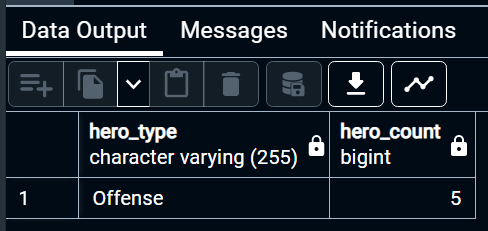 Data Output Messages Notifications
hero_type hero_count
character varying (255) bigint
1 Offense 5